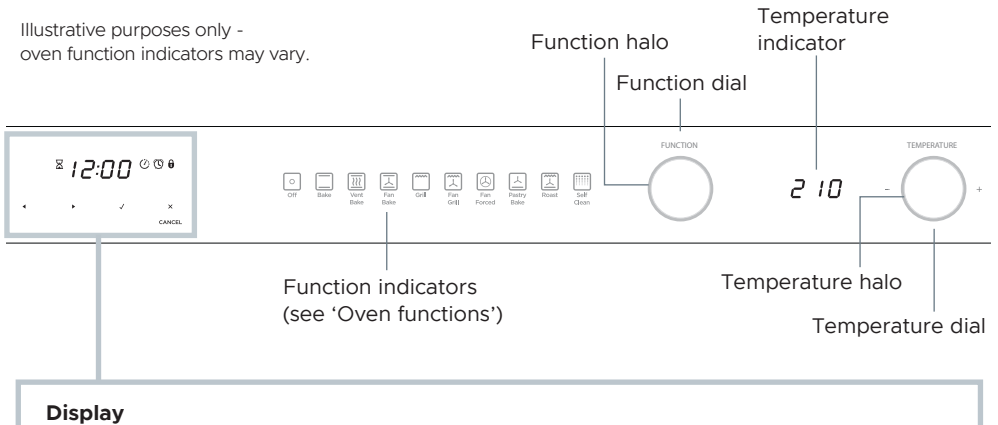 Illustrative purposes only -
oven function indicators may vary.
Function halo
Temperature
indicator
Function dial
12:00
CANCEL
Off
Bake
Vent
Bake
Fan
Bake
Grill
Fan
Grill
Fan
Forced
Pastry
Bake
Roast
Self
Clean
FUNCTION
210
TEMPERATURE
-
+
Function indicators
(see ‘Oven functions’)
Temperature halo
Temperature dial
Display